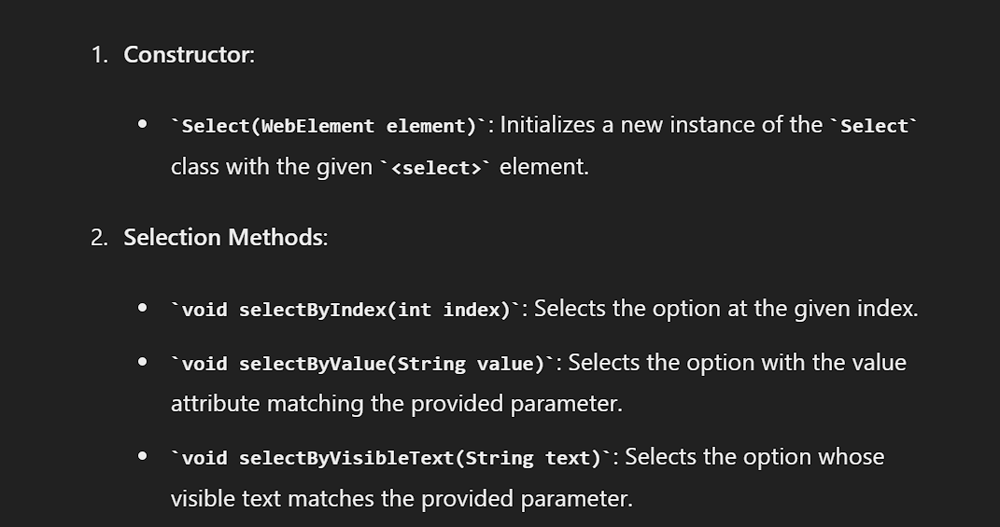 1. Constructor:
• `Select(WebElement element)`: Initializes a new instance of the `Select`
class with the given `<select>` element.
2. Selection Methods:
• `void selectByIndex(int index)`: Selects the option at the given index.
• `void selectByValue(String value)`: Selects the option with the value
attribute matching the provided parameter.
• `void selectByVisibleText(String text)`: Selects the option whose
visible text matches the provided parameter.